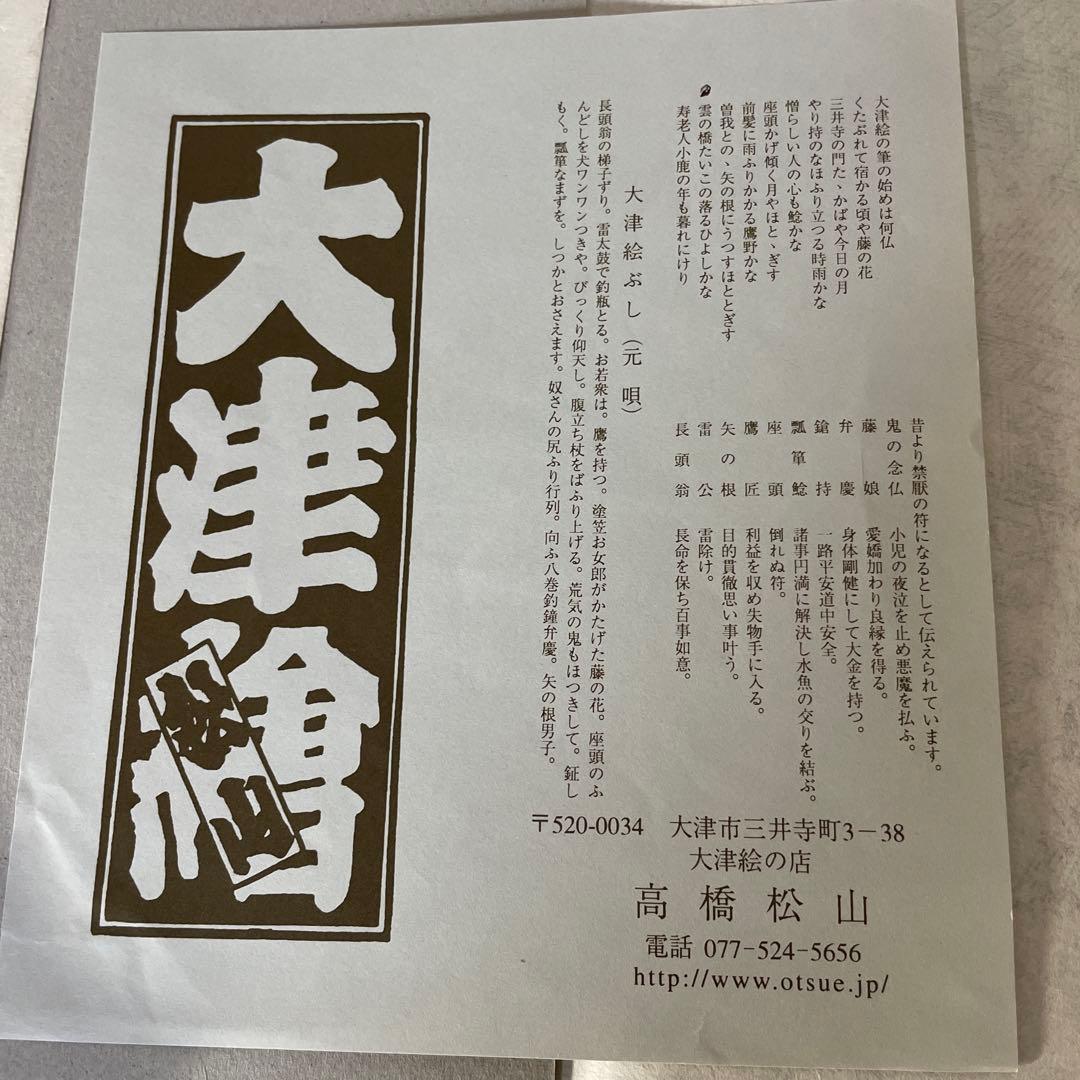 大津絵の筆の始めは何仏
くたぶれて宿かる頃や藤の花
三井寺の門たゝかばや今日の月
やり持のなほふり立つる時雨かな
憎らしい人の心も鯰かな
座頭かげ傾く月やほとゝぎす
前髪に雨ふりかかる鷹野かな
曽我とのゝ矢の根にうつすほととぎす
雲の橋たいこの落るひよしかな
寿老人小鹿の年も暮れにけり
昔より禁厭の符になるとして伝えられています。
鬼の念仏 小児の夜泣を止め悪魔を払ふ。
藤娘 愛嬌加わり良縁を得る。
弁慶 身体剛健にして大金を持つ。
鎗持 一路平安道中安全。
瓢箪鯰 諸事円満に解決し水魚の交りを結ぶ。
座頭 倒れぬ符。
鷹匠 利益を収め失物手に入る。
矢の根 目的貫徹思い事叶う。
雷公 雷除け。
長頭翁 長命を保ち百事如意。
大津絵ぶし(元唄)
長頭翁の梯子ずり。雷太鼓で釣瓶とる。お若衆は。鷹を持つ。塗笠お女郎がかたげた藤の花。座頭のふ
んどしを犬ワンワンつきや。びっくり仰天し。腹立ち杖をばふり上げる。荒気の鬼もほつきして。鉦し
もく。瓢箪なまずを。しつかとおさえます。奴さんの尻ふり行列。向ふ八巻釣鐘弁慶。矢の根男子。
大津絵
〒520-0034 大津市三井寺町3-38
大津絵の店
高橋松山
電話 077-524-5656
http://www.otsue.jp/